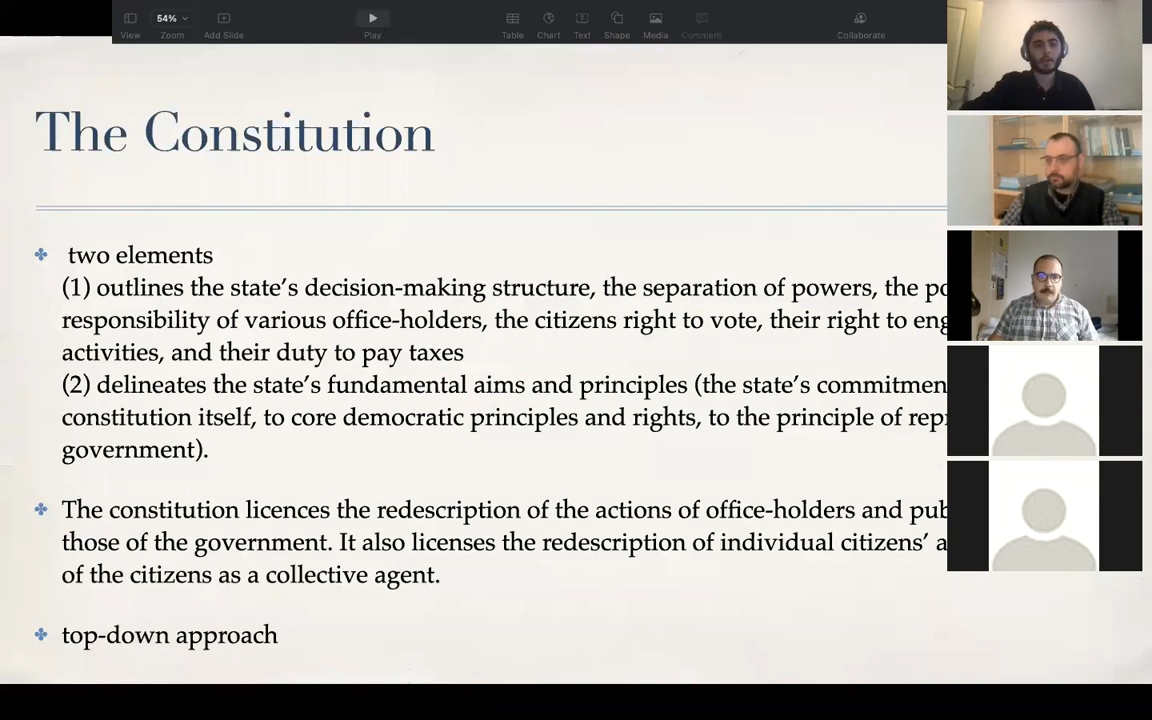 54%
View
Zoom
Add Slide
Play
Table
Chart
Text
Shape
Media
Comment
Collaborate
The Constitution
two elements
(1) outlines the state's decision-making structure, the separation of powers, the
responsibility of various office-holders, the citizens right to vote, their right to
activities, and their duty to pay taxes
(2) delineates the state's fundamental aims and principles (the state's
constitution itself, to core democratic principles and rights, to the principle of
government).
The constitution licences the redescription of the actions of office-holders and
those of the government. It also licenses the redescription of individual citizens'
of the citizens as a collective agent.
top-down approach